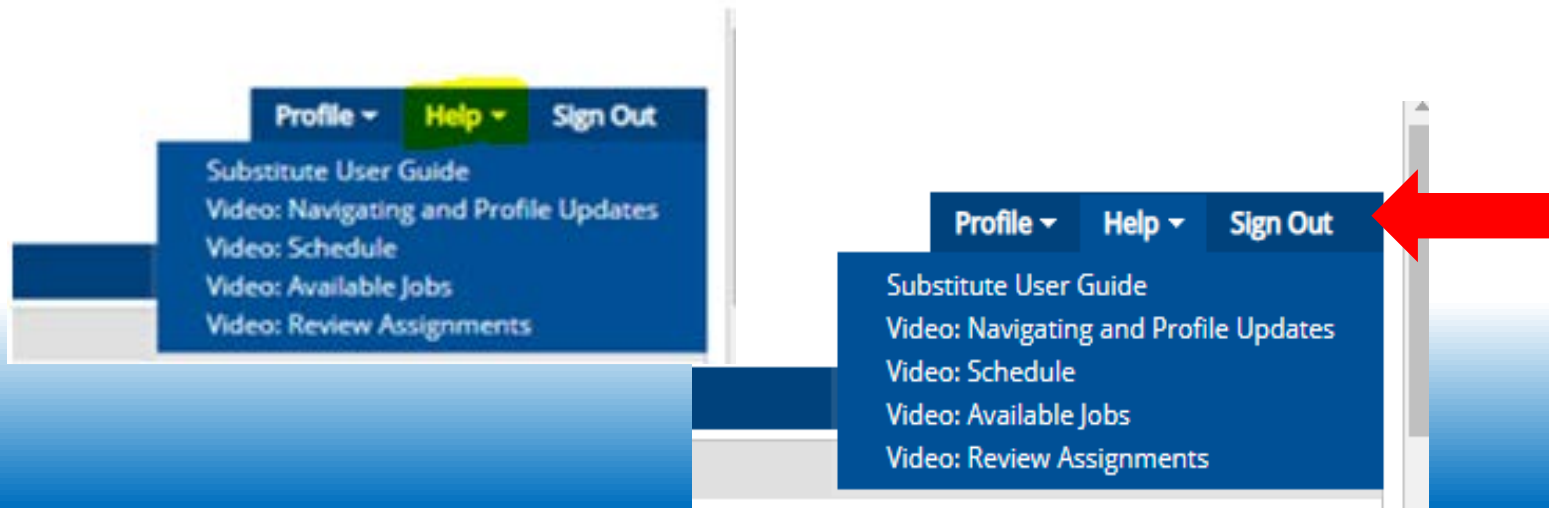 Profile Help Sign Out
Substitute User Guide
Video: Navigating and Profile Updates
Video: Schedule
Video: Available Jobs
Video: Review Assignments
Profile Help Sign Out
Substitute User Guide
Video: Navigating and Profile Updates
Video: Schedule
Video: Available Jobs
Video: Review Assignments